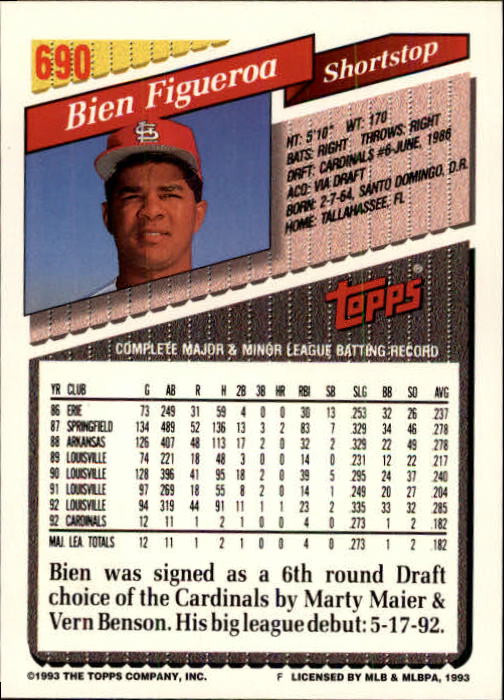 690
Bien Figueroa
Shortstop
StL
HT: 5'10" WT: 170
BATS: RIGHT THROWS: RIGHT
DRFT: CARDINALS #6-JUNE, 1986
ACQ: VIA DRAFT
BORN: 2-7-64, SANTO DOMINGO, D.R.
HOME: TALLAHASSEE, FL
TOPPS®
COMPLETE MAJOR & MINOR LEAGUE BATTING RECORD
YR CLUB G AB R H 2B 3B HR RBI SB SLG BB SO AVG
86 ERIE 73 249 31 59 4 0 0 30 13 .253 32 26 .237
87 SPRINGFIELD 134 489 52 136 13 3 2 83 7 .329 34 46 .278
88 ARKANSAS 126 407 48 113 17 2 0 32 2 .329 22 49 .278
89 LOUISVILLE 74 221 18 48 3 0 0 14 0 .231 12 22 .217
90 LOUISVILLE 128 396 41 95 18 2 0 39 5 .295 24 37 .240
91 LOUISVILLE 97 269 18 55 8 2 0 14 1 .249 20 27 .204
92 LOUISVILLE 94 319 44 91 11 1 1 23 2 .335 33 32 .285
92 CARDINALS 12 11 1 2 1 0 0 4 0 .273 1 2 .182
MAJ. LEA. TOTALS 12 11 1 2 1 0 0 4 0 .273 1 2 .182
Bien was signed as a 6th round Draft
choice of the Cardinals by Marty Maier &
Vern Benson. His big league debut: 5-17-92.
©1993 THE TOPPS COMPANY, INC. F LICENSED BY MLB & MLBPA, 1993